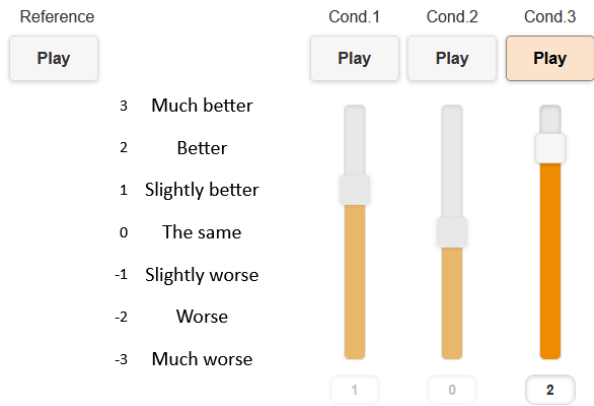 Reference Cond.1 Cond.2 Cond.3
Play Play Play Play
3 Much better
2 Better
1 Slightly better
0 The same
-1 Slightly worse
-2 Worse
-3 Much worse
1 0 2